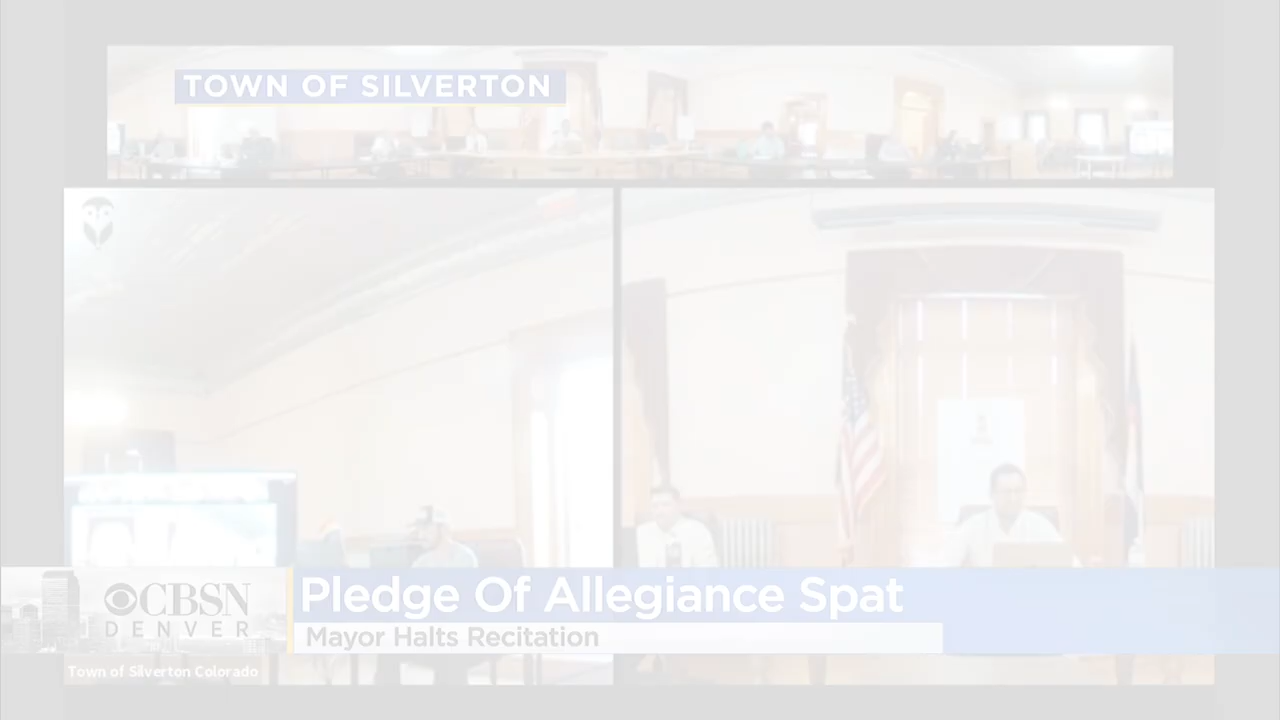 TOWN OF SILVERTON
Pledge Of Allegiance Spat
CBSN
DENVER
Mayor Halts Recitation
Town of Silverton Colorado